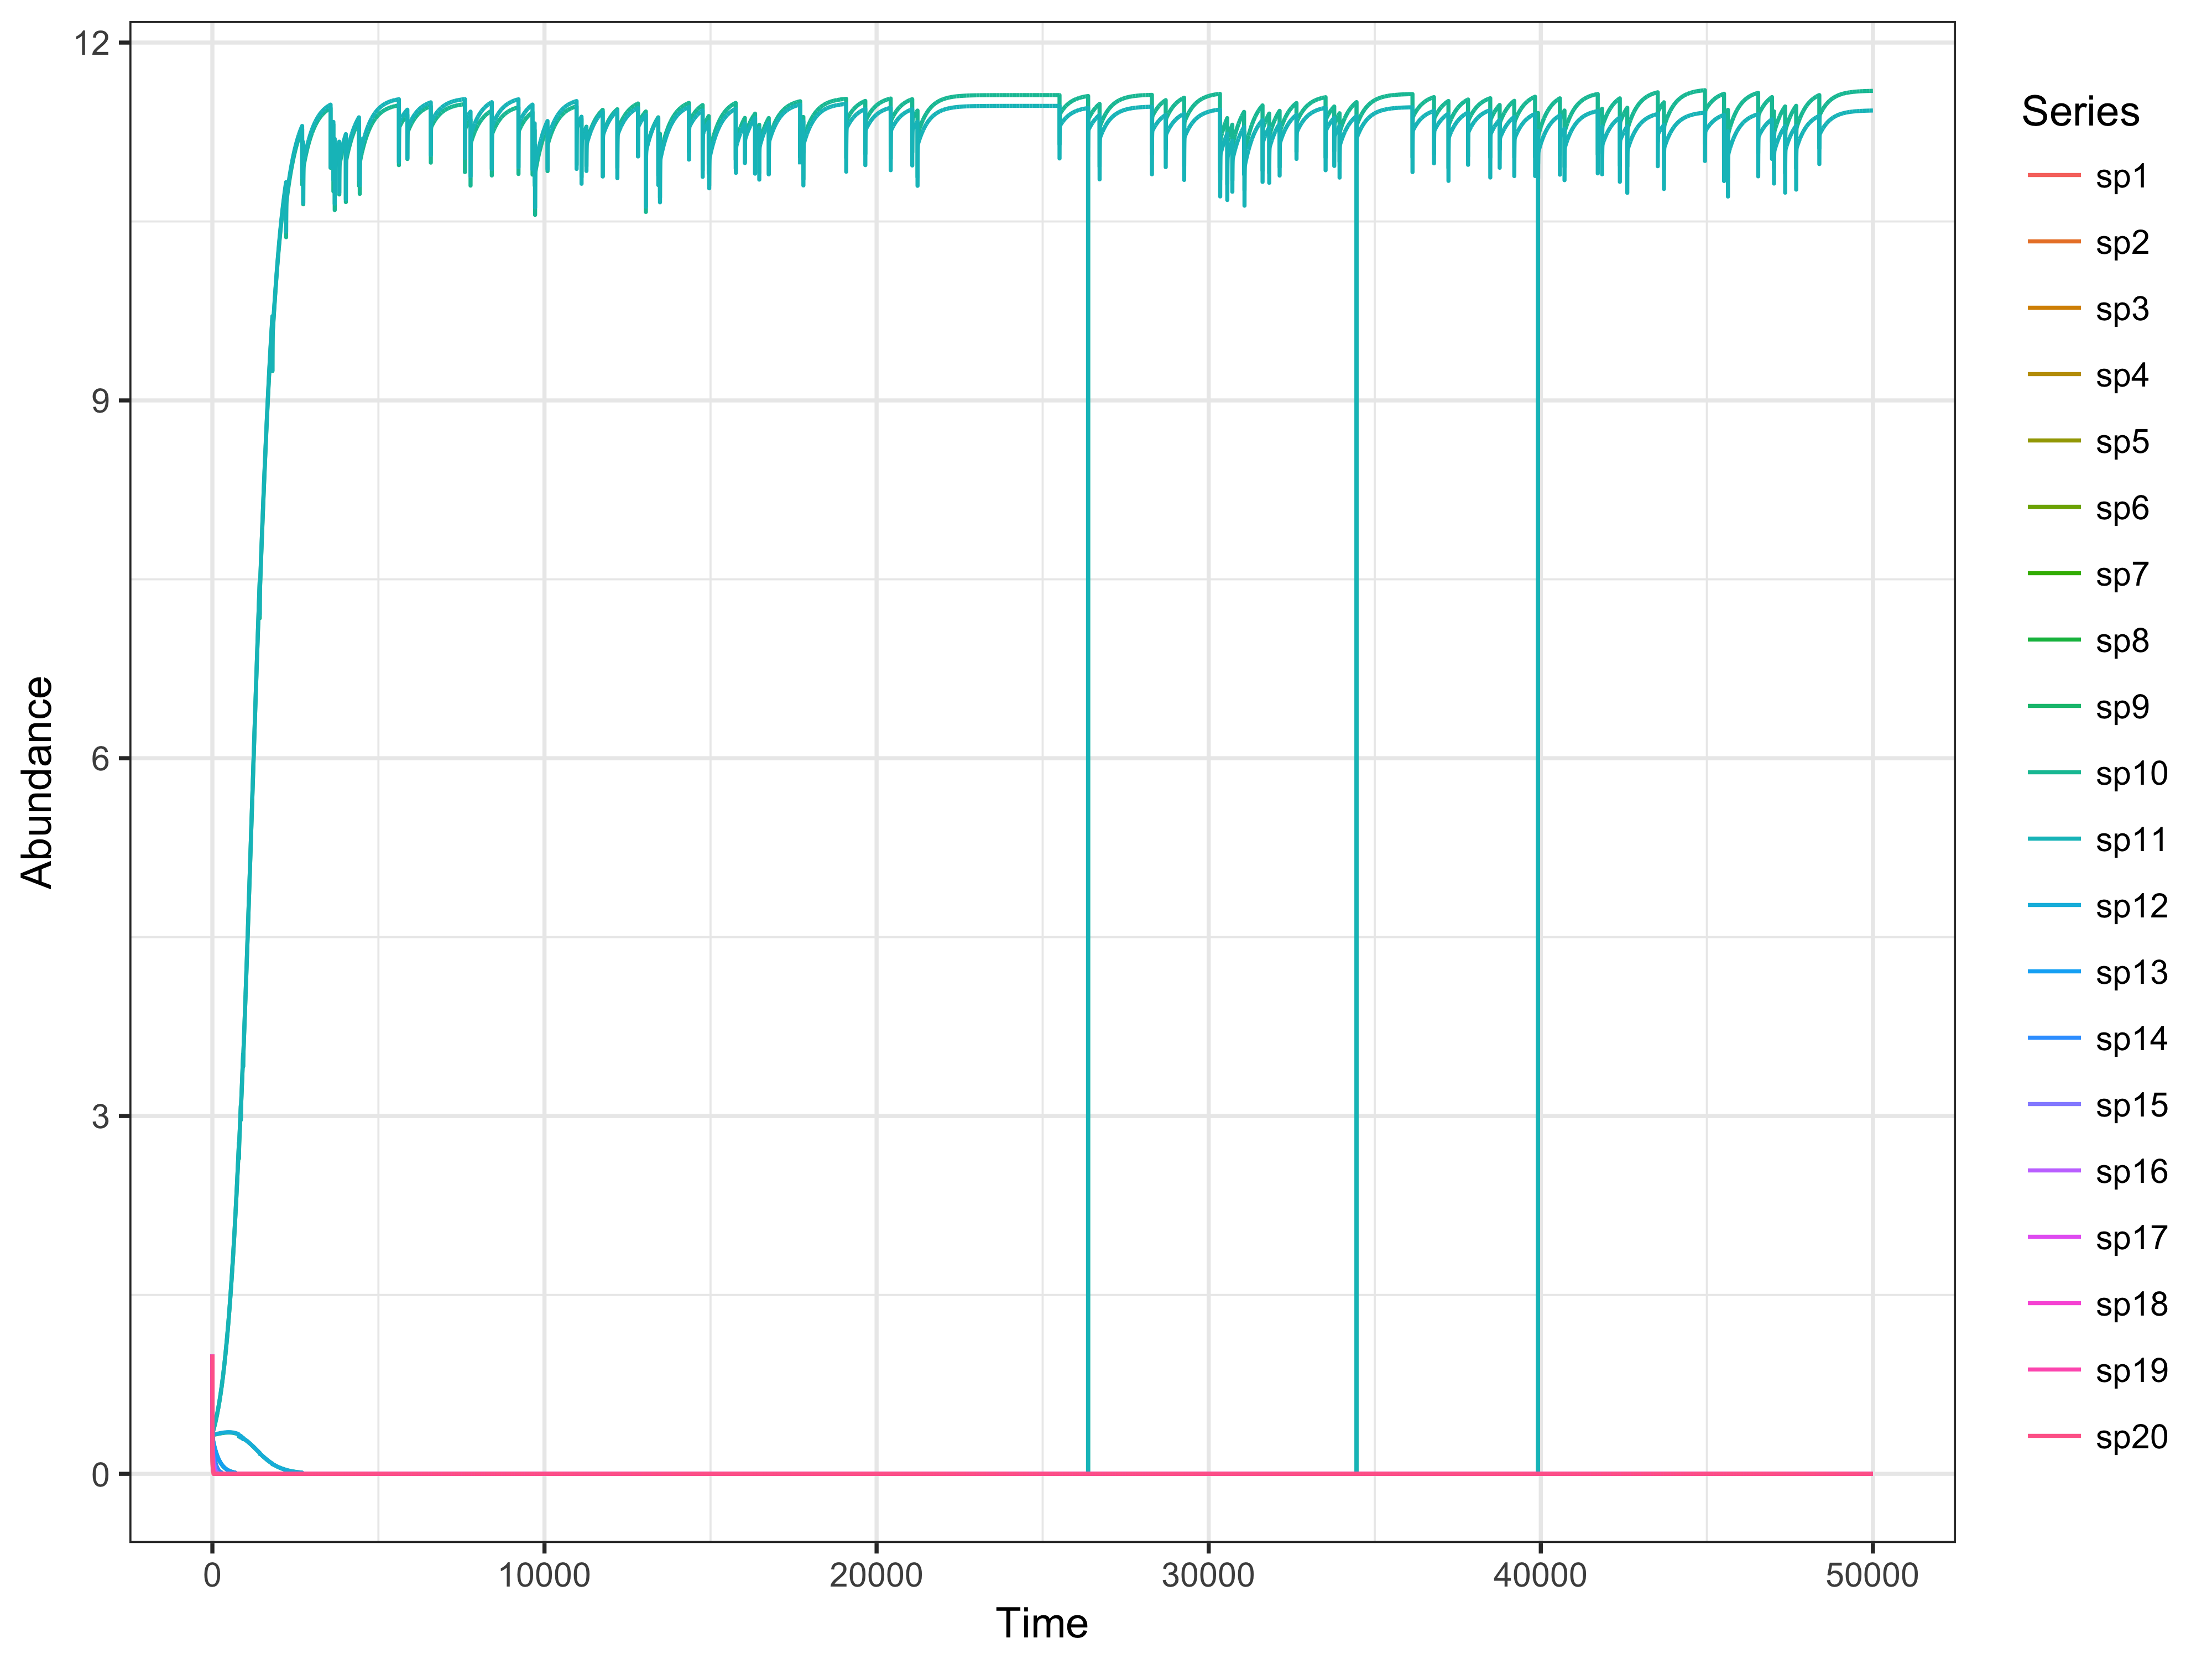 12
9
6
3
0
Abundance
0 10000 20000 30000 40000 50000
Time
Series
sp1
sp2
sp3
sp4
sp5
sp6
sp7
sp8
sp9
sp10
sp11
sp12
sp13
sp14
sp15
sp16
sp17
sp18
sp19
sp20